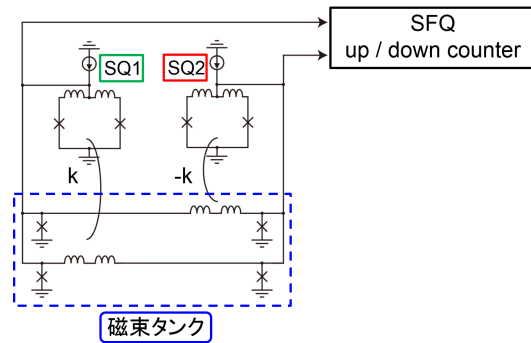 SFQ
up / down counter
SQ1
SQ2
k
-k
磁束タンク